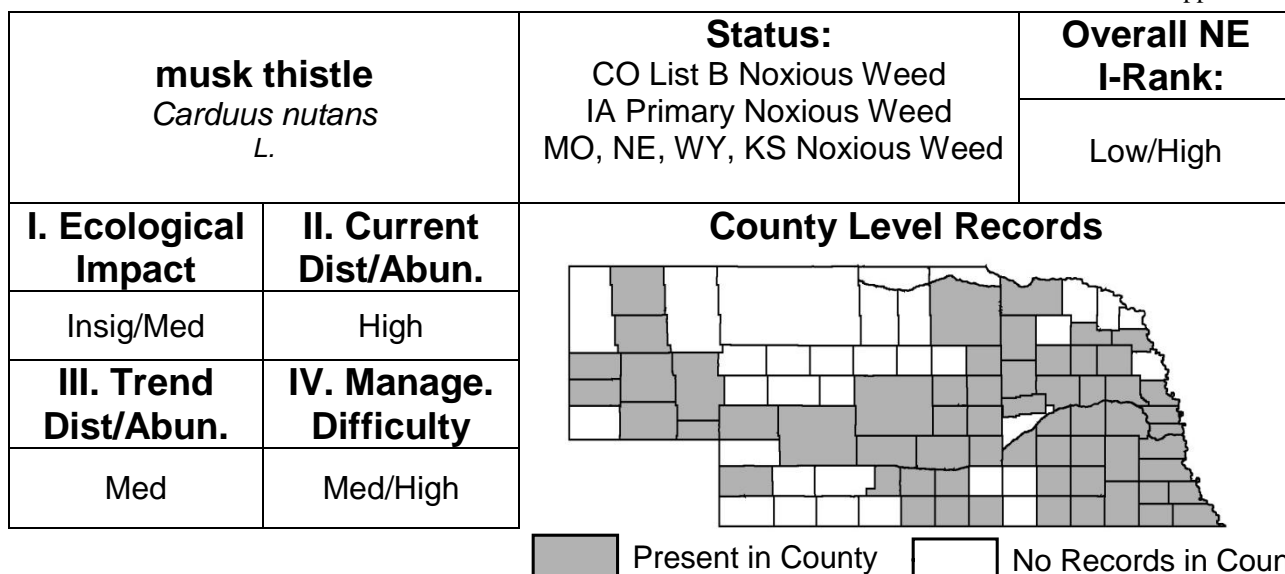 musk thistle
Carduus nutans
L.
Status:
CO List B Noxious Weed
IA Primary Noxious Weed
MO, NE, WY, KS Noxious Weed
Overall NE
I-Rank:
Low/High
I. Ecological
Impact
II. Current
Dist/Abun.
Insig/Med
High
III. Trend
Dist/Abun.
IV. Manage.
Difficulty
Med
Med/High
County Level Records
Present in County
No Records in Coun